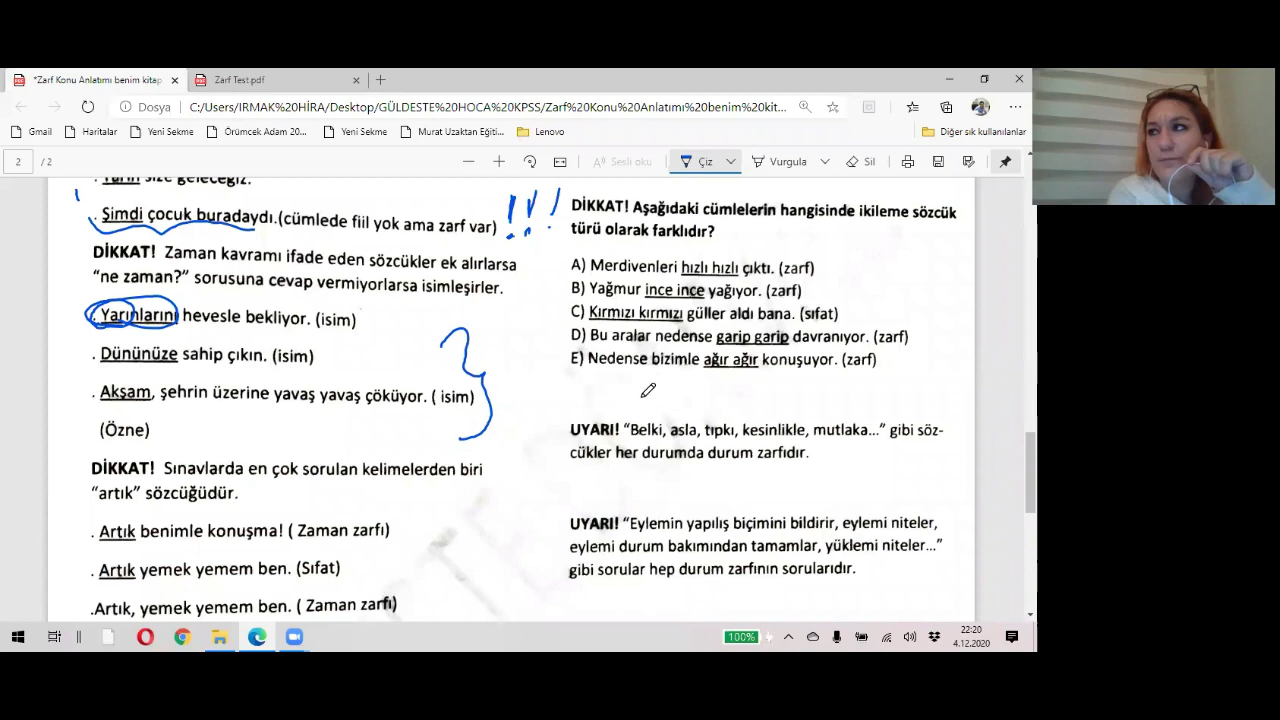 *Zarf Konu Anlatımı benim kitap
Zarf Test.pdf
Dosya
C:/Users/IRMAK%20HİRA/Desktop/GÜLDESTE%20HOCA%20KPSS/Zarf%20Konu%20Anlatımı%20benim%20kit...
Gmail
Haritalar
Yeni Sekme
Örümcek Adam 20...
Yeni Sekme
Murat Uzaktan Eğiti...
Lenovo
Diğer sık kullanılanlar
2 / 2
Sesli oku
Çiz
Vurgula
Sil
. Yarın size geleceğiz.
. Şimdi çocuk buradaydı.(cümlede fiil yok ama zarf var) !!!
DİKKAT! Zaman kavramı ifade eden sözcükler ek alırlarsa
“ne zaman?” sorusuna cevap vermiyorlarsa isimleşirler.
. Yarınlarını hevesle bekliyor. (isim)
. Dününüze sahip çıkın. (isim)
. Akşam, şehrin üzerine yavaş yavaş çöküyor. ( isim)
(Özne)
DİKKAT! Sınavlarda en çok sorulan kelimelerden biri
“artık” sözcüğüdür.
. Artık benimle konuşma! ( Zaman zarfı)
. Artık yemek yemem ben. (Sıfat)
.Artık, yemek yemem ben. ( Zaman zarfı)
DİKKAT! Aşağıdaki cümlelerin hangisinde ikileme sözcük
türü olarak farklıdır?
A) Merdivenleri hızlı hızlı çıktı. (zarf)
B) Yağmur ince ince yağıyor. (zarf)
C) Kırmızı kırmızı güller aldı bana. (sıfat)
D) Bu aralar nedense garip garip davranıyor. (zarf)
E) Nedense bizimle ağır ağır konuşuyor. (zarf)
UYARI! “Belki, asla, tıpkı, kesinlikle, mutlaka...” gibi söz-
cükler her durumda durum zarfıdır.
UYARI! “Eylemin yapılış biçimini bildirir, eylemi niteler,
eylemi durum bakımından tamamlar, yüklemi niteler...”
gibi sorular hep durum zarfının sorularıdır.
100%
22:20
4.12.2020